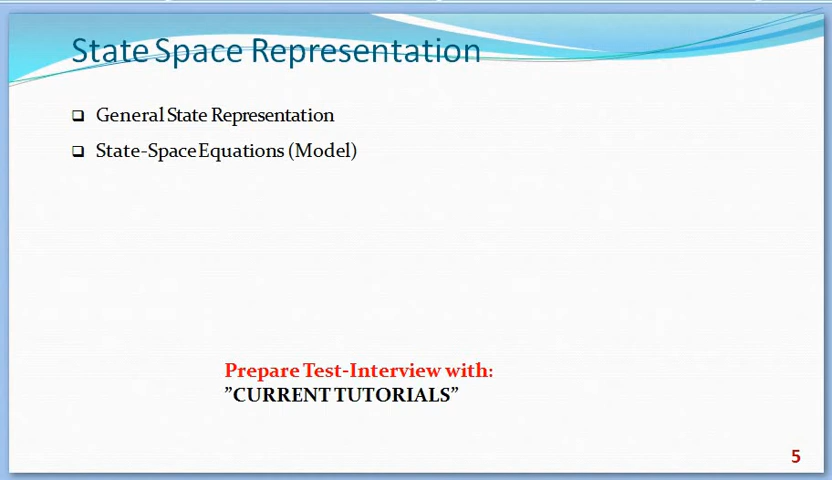 State Space Representation
General State Representation
State-Space Equations (Model)
Prepare Test-Interview with:
”CURRENT TUTORIALS”
5